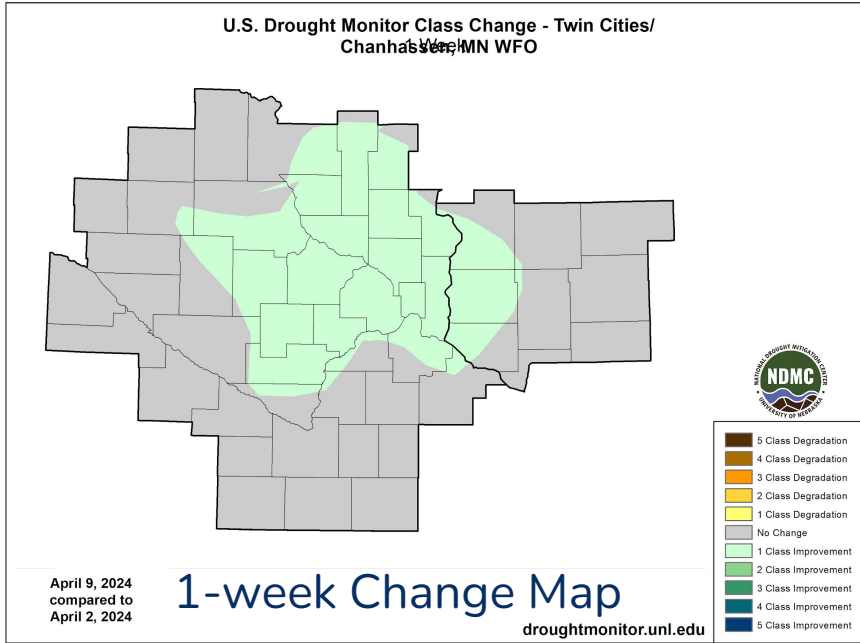 U.S. Drought Monitor Class Change - Twin Cities/
Chanhassen, MN WFO
1 Week
NATIONAL DROUGHT MITIGATION CENTER
NDMC
UNIVERSITY OF NEBRASKA
5 Class Degradation
4 Class Degradation
3 Class Degradation
2 Class Degradation
1 Class Degradation
No Change
1 Class Improvement
2 Class Improvement
3 Class Improvement
4 Class Improvement
5 Class Improvement
April 9, 2024
compared to
April 2, 2024
1-week Change Map
droughtmonitor.unl.edu